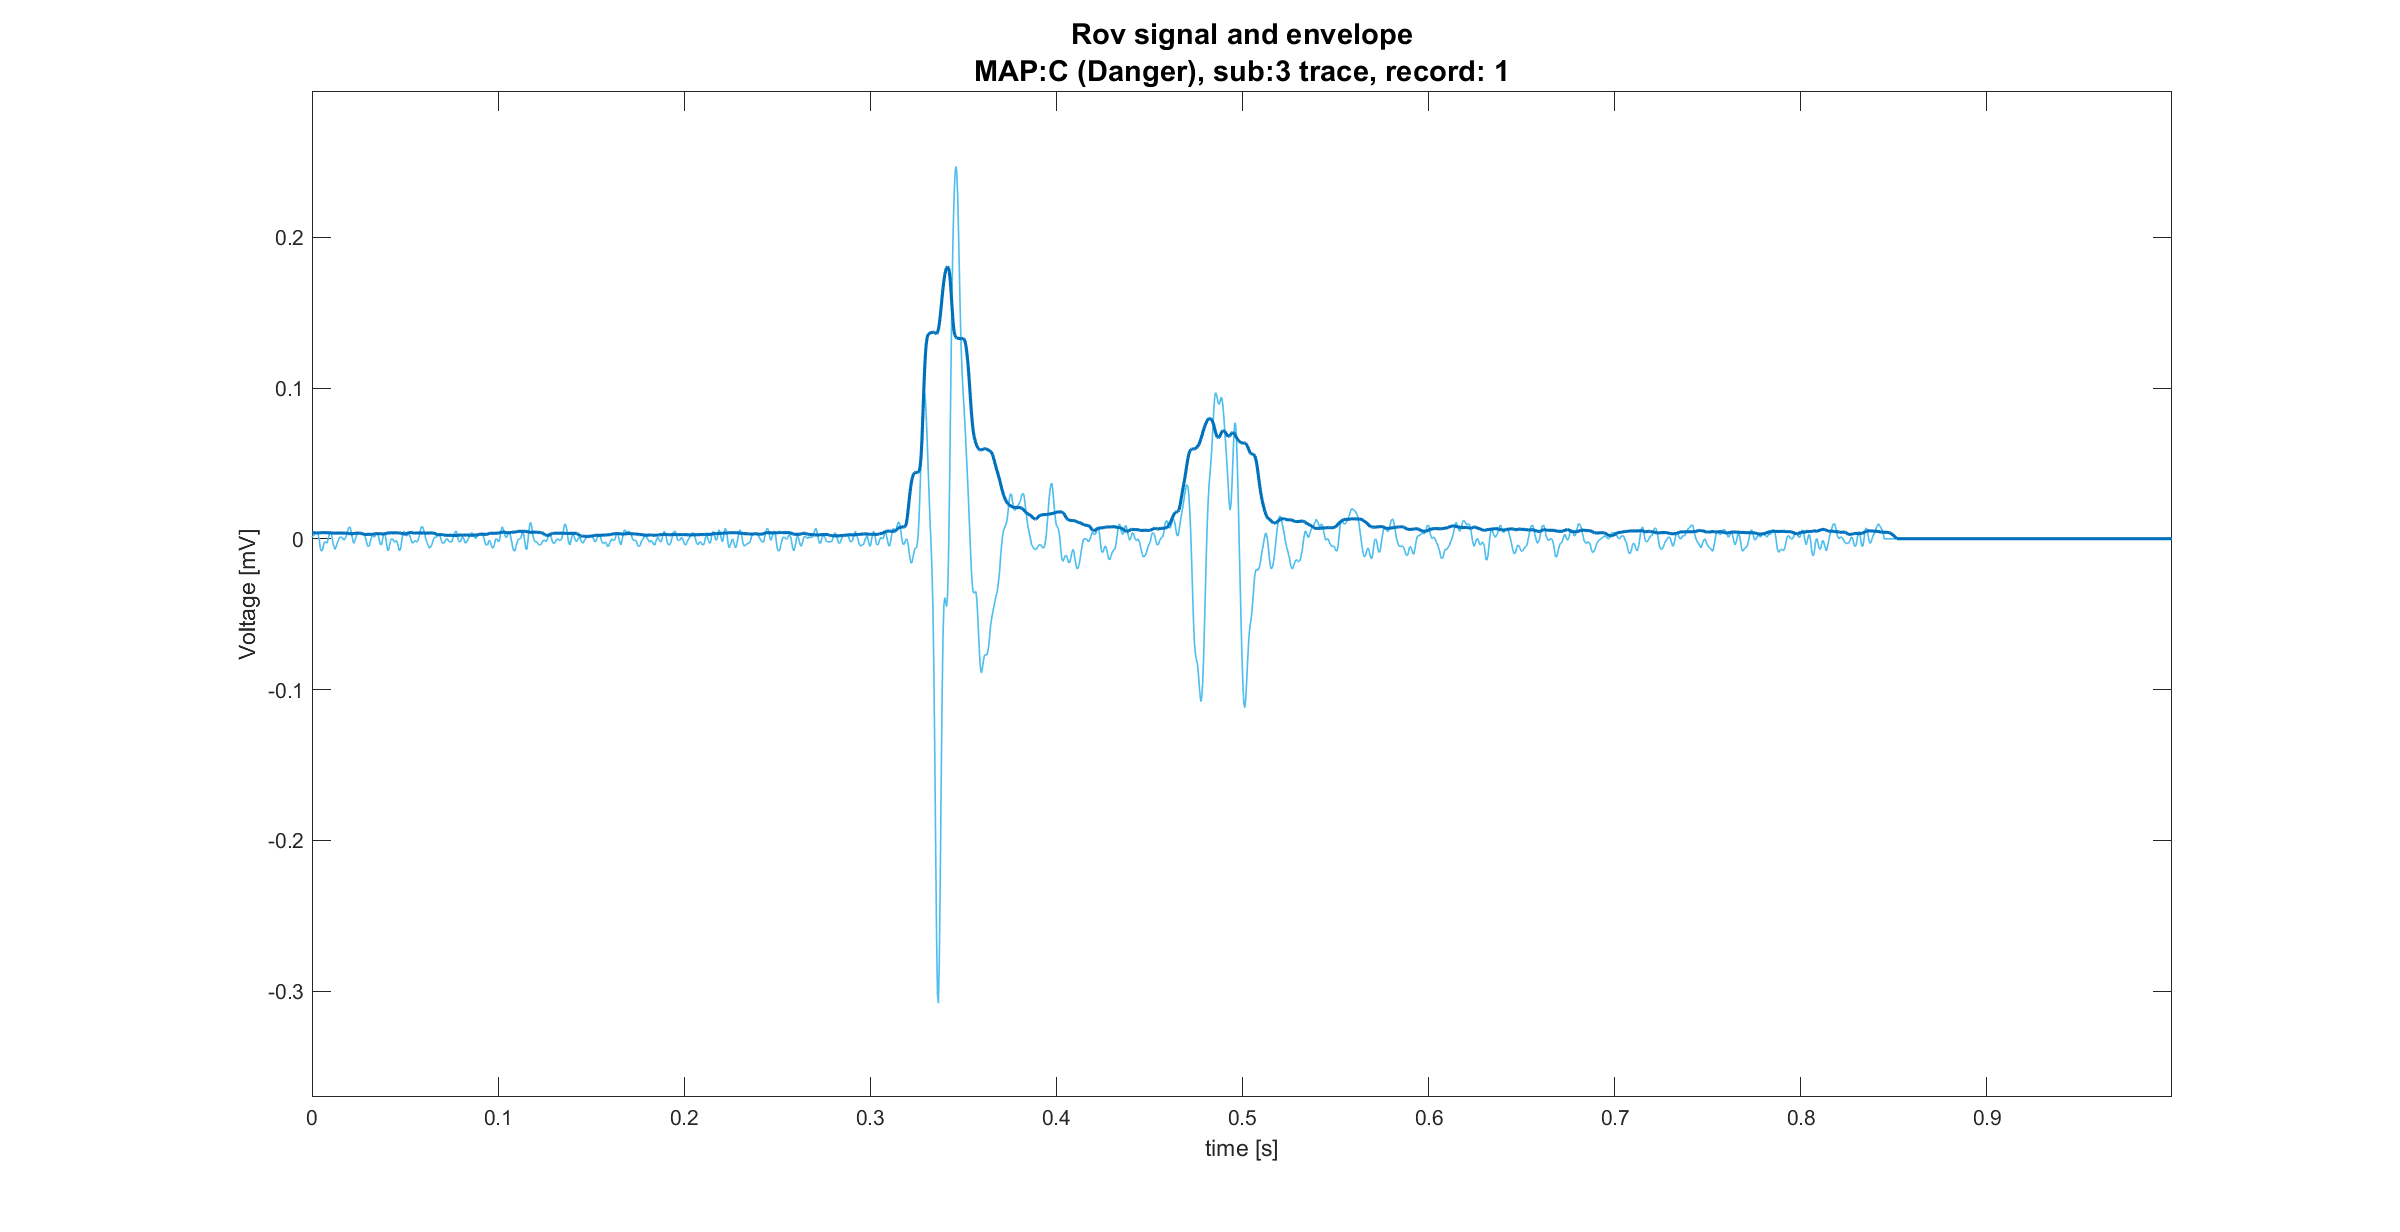 Rov signal and envelope
MAP:C (Danger), sub:3 trace, record: 1
Voltage [mV]
0.2
0.1
0
-0.1
-0.2
-0.3
0 0.1 0.2 0.3 0.4 0.5 0.6 0.7 0.8 0.9
time [s]